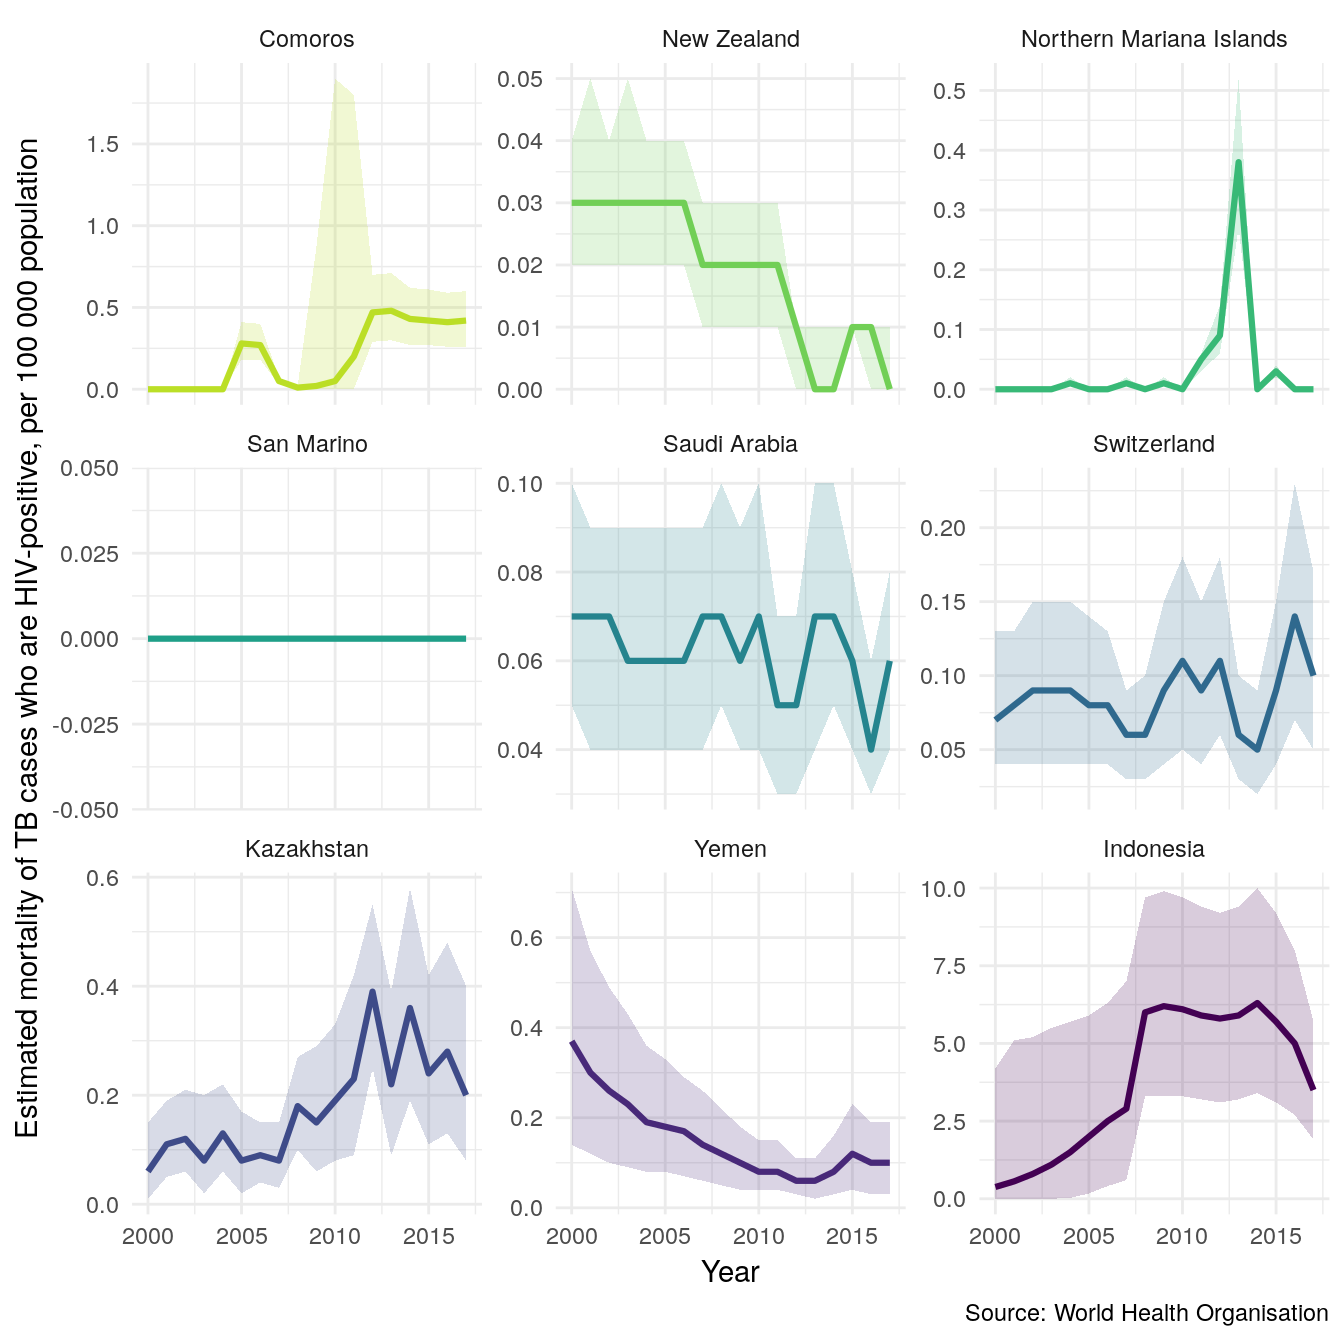 Comoros
New Zealand
Northern Mariana Islands
1.5
1.0
0.5
0.0
0.05
0.04
0.03
0.02
0.01
0.00
0.5
0.4
0.3
0.2
0.1
0.0
San Marino
Saudi Arabia
Switzerland
0.050
0.025
0.000
-0.025
-0.050
0.10
0.08
0.06
0.04
0.20
0.15
0.10
0.05
Kazakhstan
Yemen
Indonesia
0.6
0.4
0.2
0.0
0.6
0.4
0.2
0.0
10.0
7.5
5.0
2.5
0.0
2000 2005 2010 2015
2000 2005 2010 2015
2000 2005 2010 2015
Estimated mortality of TB cases who are HIV-positive, per 100 000 population
Year
Source: World Health Organisation